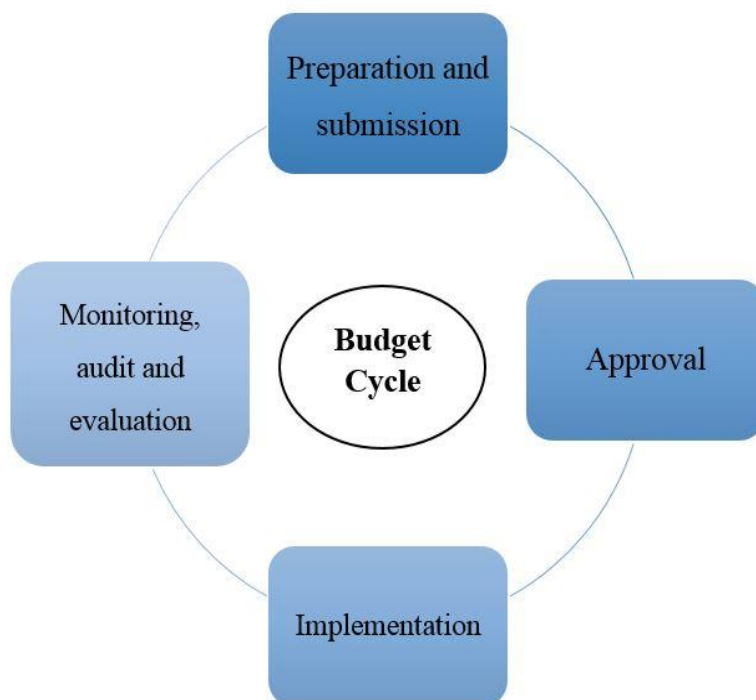 Preparation and
submission
Approval
Implementation
Monitoring,
audit and
evaluation
Budget
Cycle